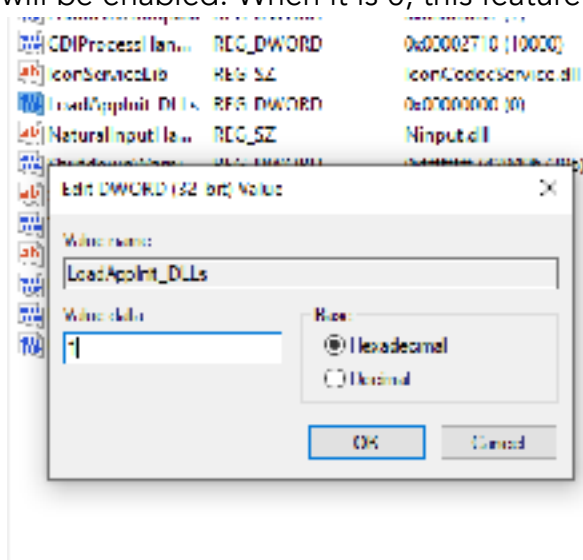 will be enabled. When it is 0, this feature
GDIProcessHan... REG_DWORD 0x00002710 (10000)
IconServiceLib REG_SZ IconCodecService.dll
LoadAppInit_DLLs REG_DWORD 0x00000000 (0)
NaturalInputHa... REG_SZ Ninput.dll
Edit DWORD (32-bit) Value
Value name:
LoadAppInit_DLLs
Value data:
Base
1
Hexadecimal
Decimal
OK Cancel